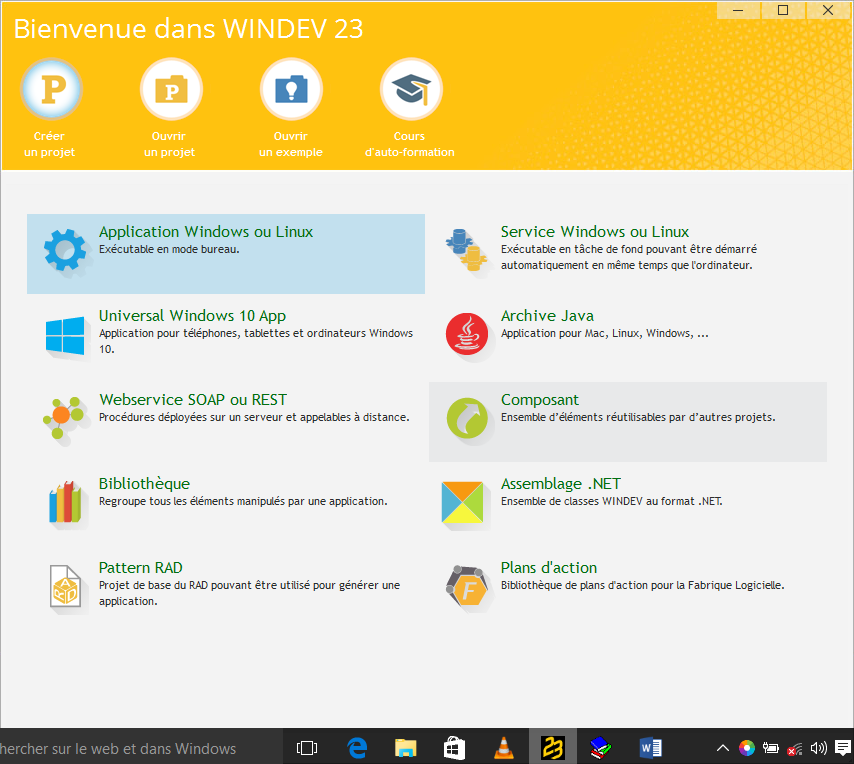 Bienvenue dans WINDEV 23
P
Créer
un projet
P
Ouvrir
un projet
Ouvrir
un exemple
Cours
d'auto-formation
Application Windows ou Linux
Exécutable en mode bureau.
Service Windows ou Linux
Exécutable en tâche de fond pouvant être démarré
automatiquement en même temps que l'ordinateur.
Universal Windows 10 App
Application pour téléphones, tablettes et ordinateurs Windows
10.
Archive Java
Application pour Mac, Linux, Windows, ...
Webservice SOAP ou REST
Procédures déployées sur un serveur et appelables à distance.
Composant
Ensemble d’éléments réutilisables par d’autres projets.
Bibliothèque
Regroupe tous les éléments manipulés par une application.
Assemblage .NET
Ensemble de classes WINDEV au format .NET.
Pattern RAD
Projet de base du RAD pouvant être utilisé pour générer une
application.
F
Plans d'action
Bibliothèque de plans d'action pour la Fabrique Logicielle.
hercher sur le web et dans Windows
23